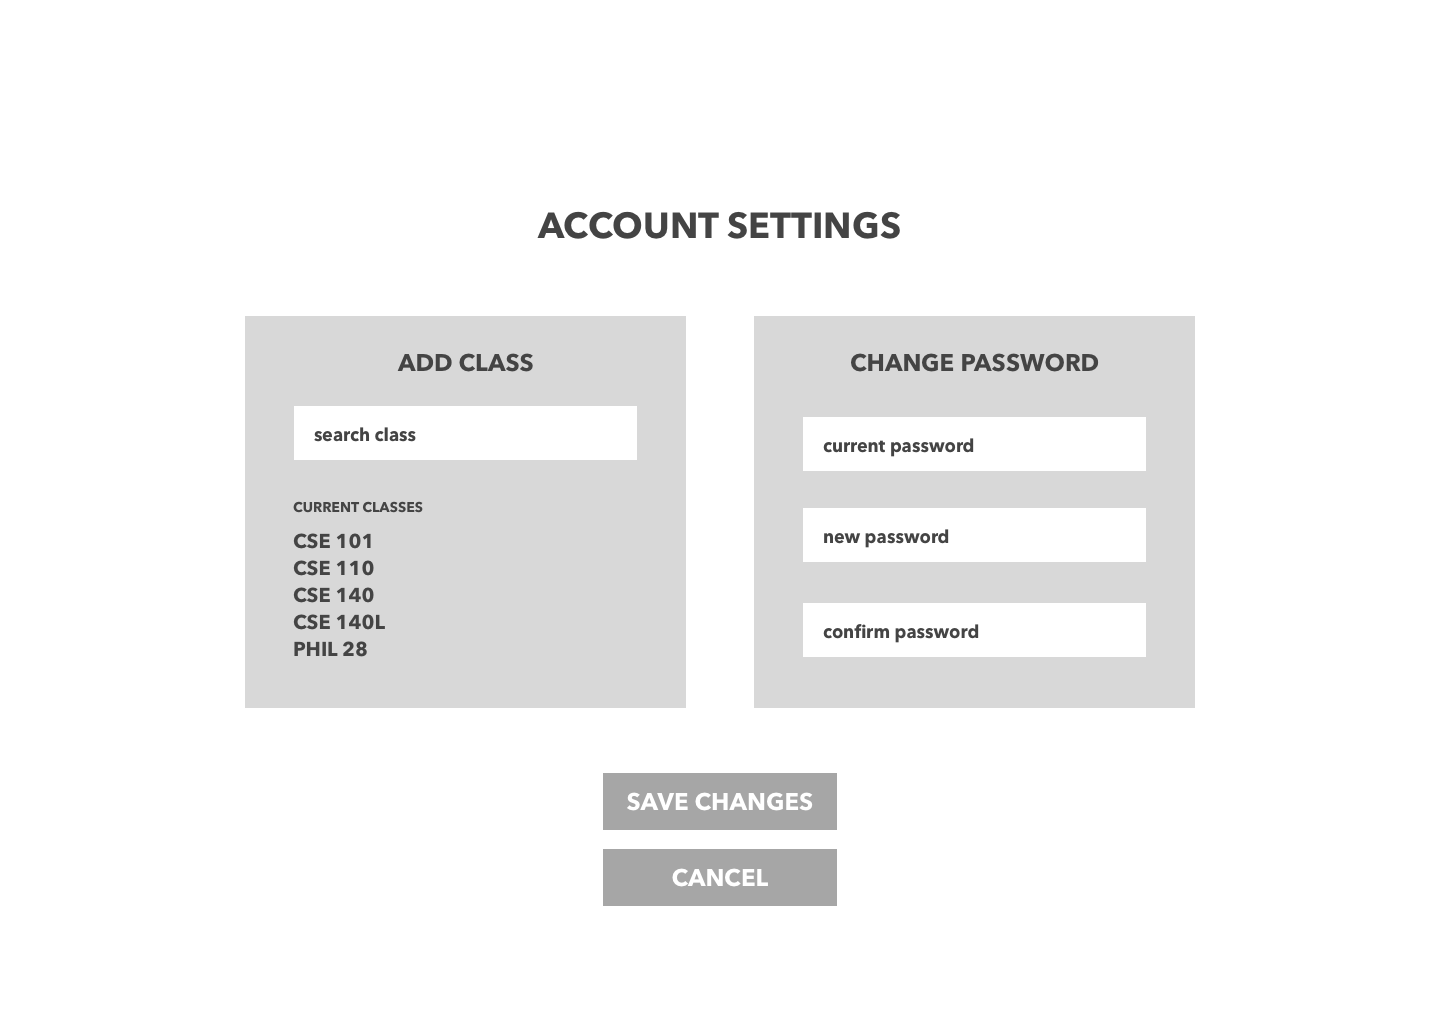 ACCOUNT SETTINGS
ADD CLASS
search class
CURRENT CLASSES
CSE 101
CSE 110
CSE 140
CSE 140L
PHIL 28
CHANGE PASSWORD
current password
new password
confirm password
SAVE CHANGES
CANCEL